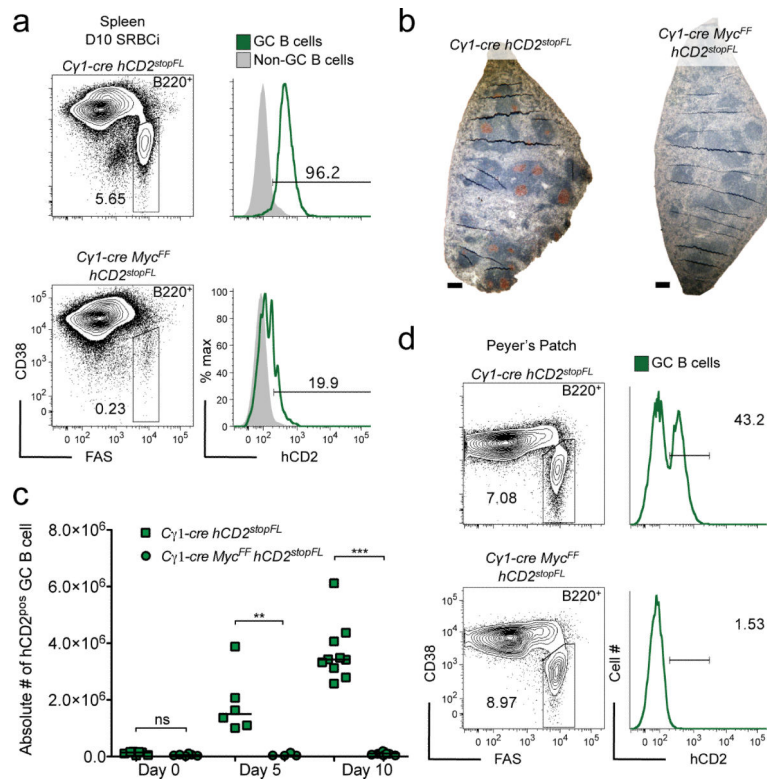 a
Spleen
D10 SRBCi
Cγ1-cre hCD2stopFL
B220+
5.65
GC B cells
Non-GC B cells
96.2
Cγ1-cre MycFF
hCD2stopFL
B220+
10⁵
10⁴
10³
10²
0
0.23
CD38
0 10² 10³ 10⁴ 10⁵
FAS
100
80
60
40
20
0
19.9
% max
0 10² 10³ 10⁴ 10⁵
hCD2
b
Cγ1-cre hCD2stopFL
Cγ1-cre MycFF
hCD2stopFL
c
Absolute # of hCD2pos GC B cell
8.0×10⁶
6.0×10⁶
4.0×10⁶
2.0×10⁶
0.0
Cγ1-cre hCD2stopFL
Cγ1-cre MycFF hCD2stopFL
ns
**
***
Day 0 Day 5 Day 10
d
Peyer's Patch
Cγ1-cre hCD2stopFL
B220+
7.08
GC B cells
43.2
Cγ1-cre MycFF
hCD2stopFL
B220+
10⁵
10⁴
10³
10²
0
8.97
CD38
0 10² 10³ 10⁴ 10⁵
FAS
1.53
Cell #
0 10² 10³ 10⁴ 10⁵
hCD2